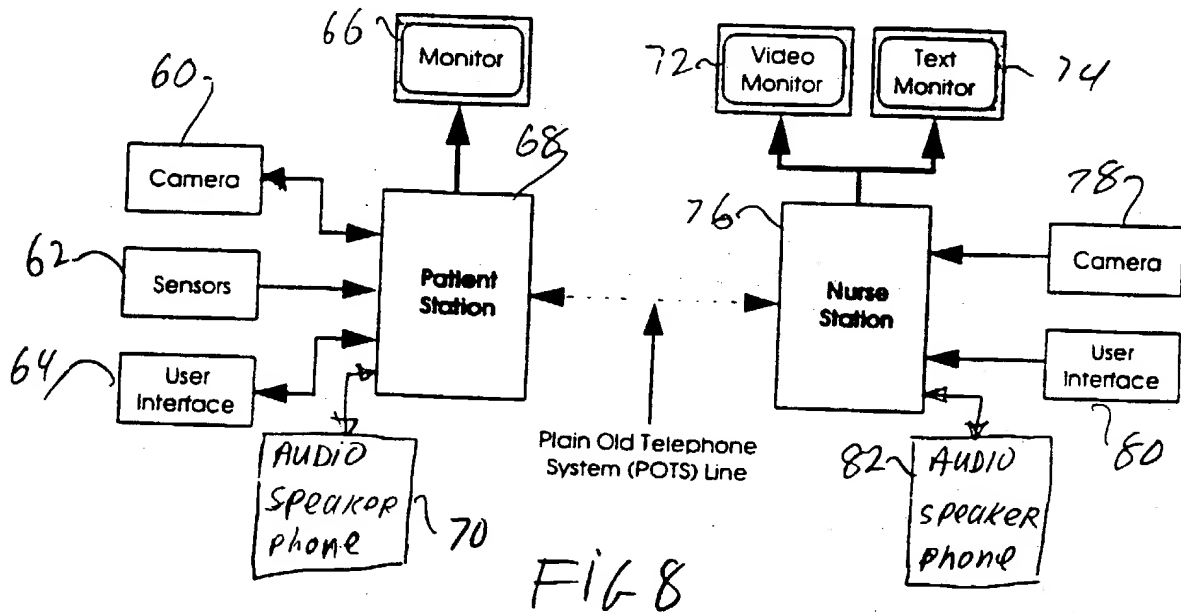 66
Monitor
72
Video
Monitor
Text
Monitor
74
60
Camera
68
62
Sensors
Patient
Station
64
User
Interface
76
Nurse
Station
78
Camera
User
Interface
80
Plain Old Telephone
System (POTS) Line
AUDIO
speaker
phone
70
82
AUDIO
speaker
phone
FIG 8